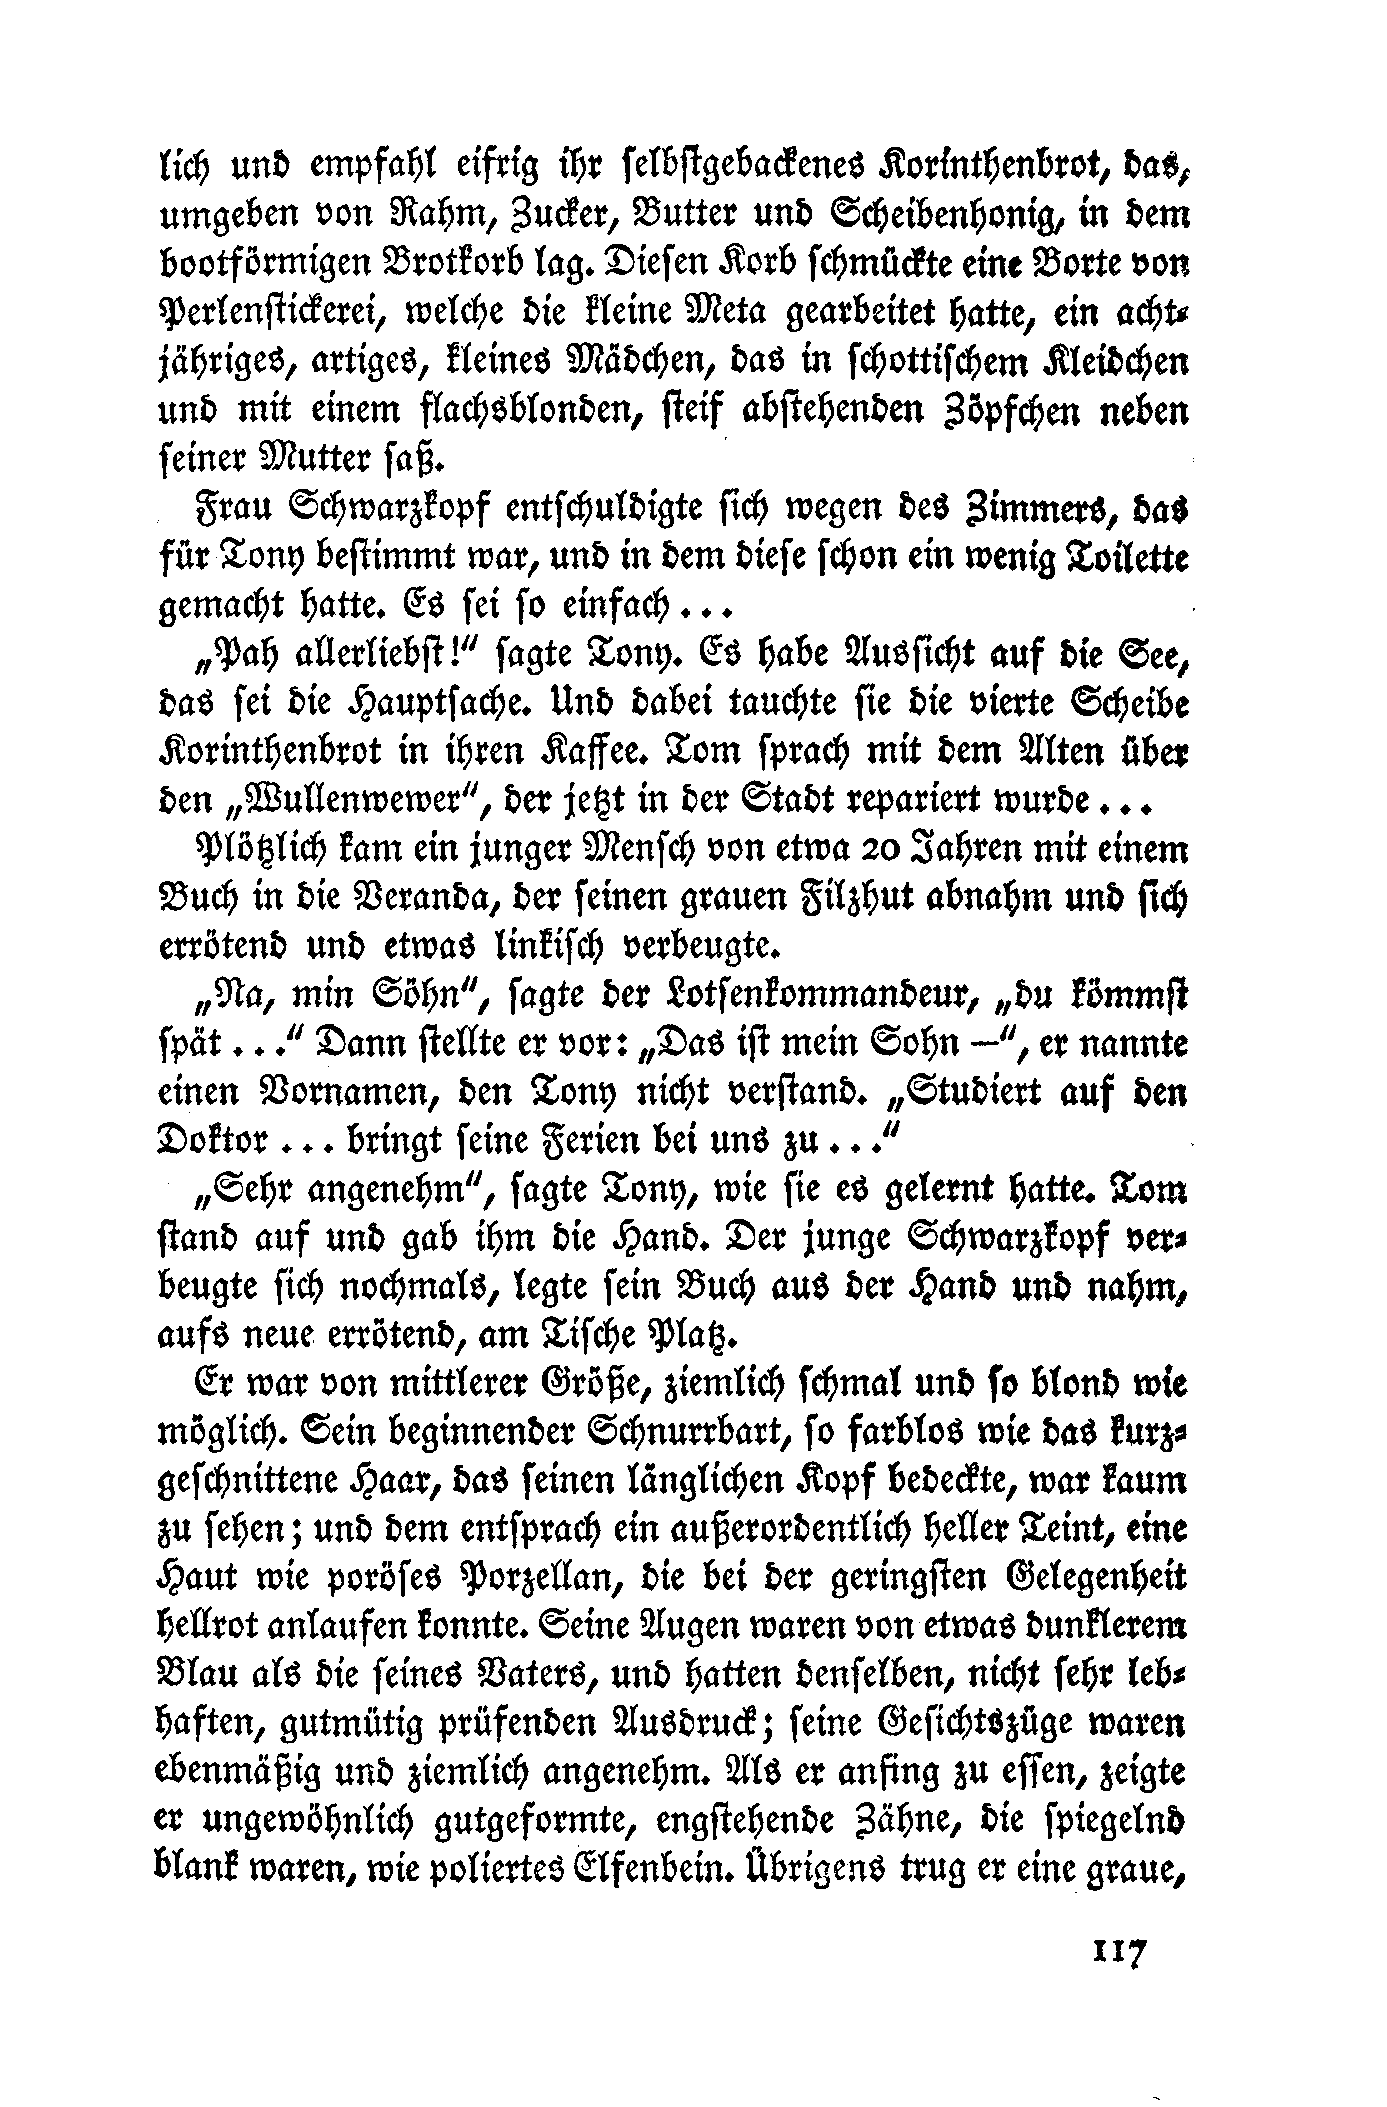 lich und empfahl eifrig ihr selbstgebackenes Korinthenbrot, das,
umgeben von Rahm, Zucker, Butter und Scheibenhonig, in dem
bootförmigen Brotkorb lag. Diesen Korb schmückte eine Borte von
Perlenstickerei, welche die kleine Meta gearbeitet hatte, ein acht-
jähriges, artiges, kleines Mädchen, das in schottischem Kleidchen
und mit einem flachsblonden, steif abstehenden Zöpfchen neben
seiner Mutter saß.
Frau Schwarzkopf entschuldigte sich wegen des Zimmers, das
für Tony bestimmt war, und in dem diese schon ein wenig Toilette
gemacht hatte. Es sei so einfach . . .
„Pah allerliebst!“ sagte Tony. Es habe Aussicht auf die See,
das sei die Hauptsache. Und dabei tauchte sie die vierte Scheibe
Korinthenbrot in ihren Kaffee. Tom sprach mit dem Alten über
den „Wullenwewer“, der jetzt in der Stadt repariert wurde . . .
Plötzlich kam ein junger Mensch von etwa 20 Jahren mit einem
Buch in die Veranda, der seinen grauen Filzhut abnahm und sich
errötend und etwas linkisch verbeugte.
„Na, min Söhn“, sagte der Lotsenkommandeur, „du kömmst
spät . . .“ Dann stellte er vor: „Das ist mein Sohn —“, er nannte
einen Vornamen, den Tony nicht verstand. „Studiert auf den
Doktor . . . bringt seine Ferien bei uns zu . . .“
„Sehr angenehm“, sagte Tony, wie sie es gelernt hatte. Tom
stand auf und gab ihm die Hand. Der junge Schwarzkopf ver-
beugte sich nochmals, legte sein Buch aus der Hand und nahm,
aufs neue errötend, am Tische Platz.
Er war von mittlerer Größe, ziemlich schmal und so blond wie
möglich. Sein beginnender Schnurrbart, so farblos wie das kurz-
geschnittene Haar, das seinen länglichen Kopf bedeckte, war kaum
zu sehen; und dem entsprach ein außerordentlich heller Teint, eine
Haut wie poröses Porzellan, die bei der geringsten Gelegenheit
hellrot anlaufen konnte. Seine Augen waren von etwas dunklerem
Blau als die seines Vaters, und hatten denselben, nicht sehr leb-
haften, gutmütig prüfenden Ausdruck; seine Gesichtszüge waren
ebenmäßig und ziemlich angenehm. Als er anfing zu essen, zeigte
er ungewöhnlich gutgeformte, engstehende Zähne, die spiegelnd
blank waren, wie poliertes Elfenbein. Übrigens trug er eine graue,
117